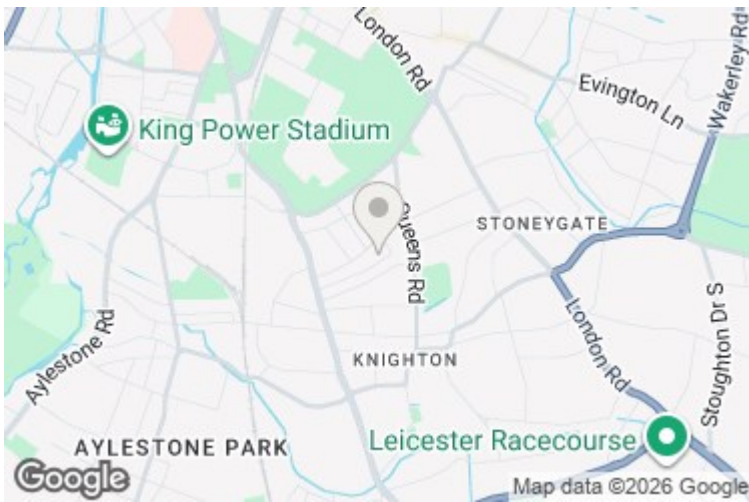 London Rd
Wakerley Rd
Evington Ln
King Power Stadium
Queens Rd
STONEYGATE
Aylestone Rd
London Rd
Stoughton Dr S
KNIGHTON
AYLESTONE PARK
Leicester Racecourse
Google
Map data ©2026 Google